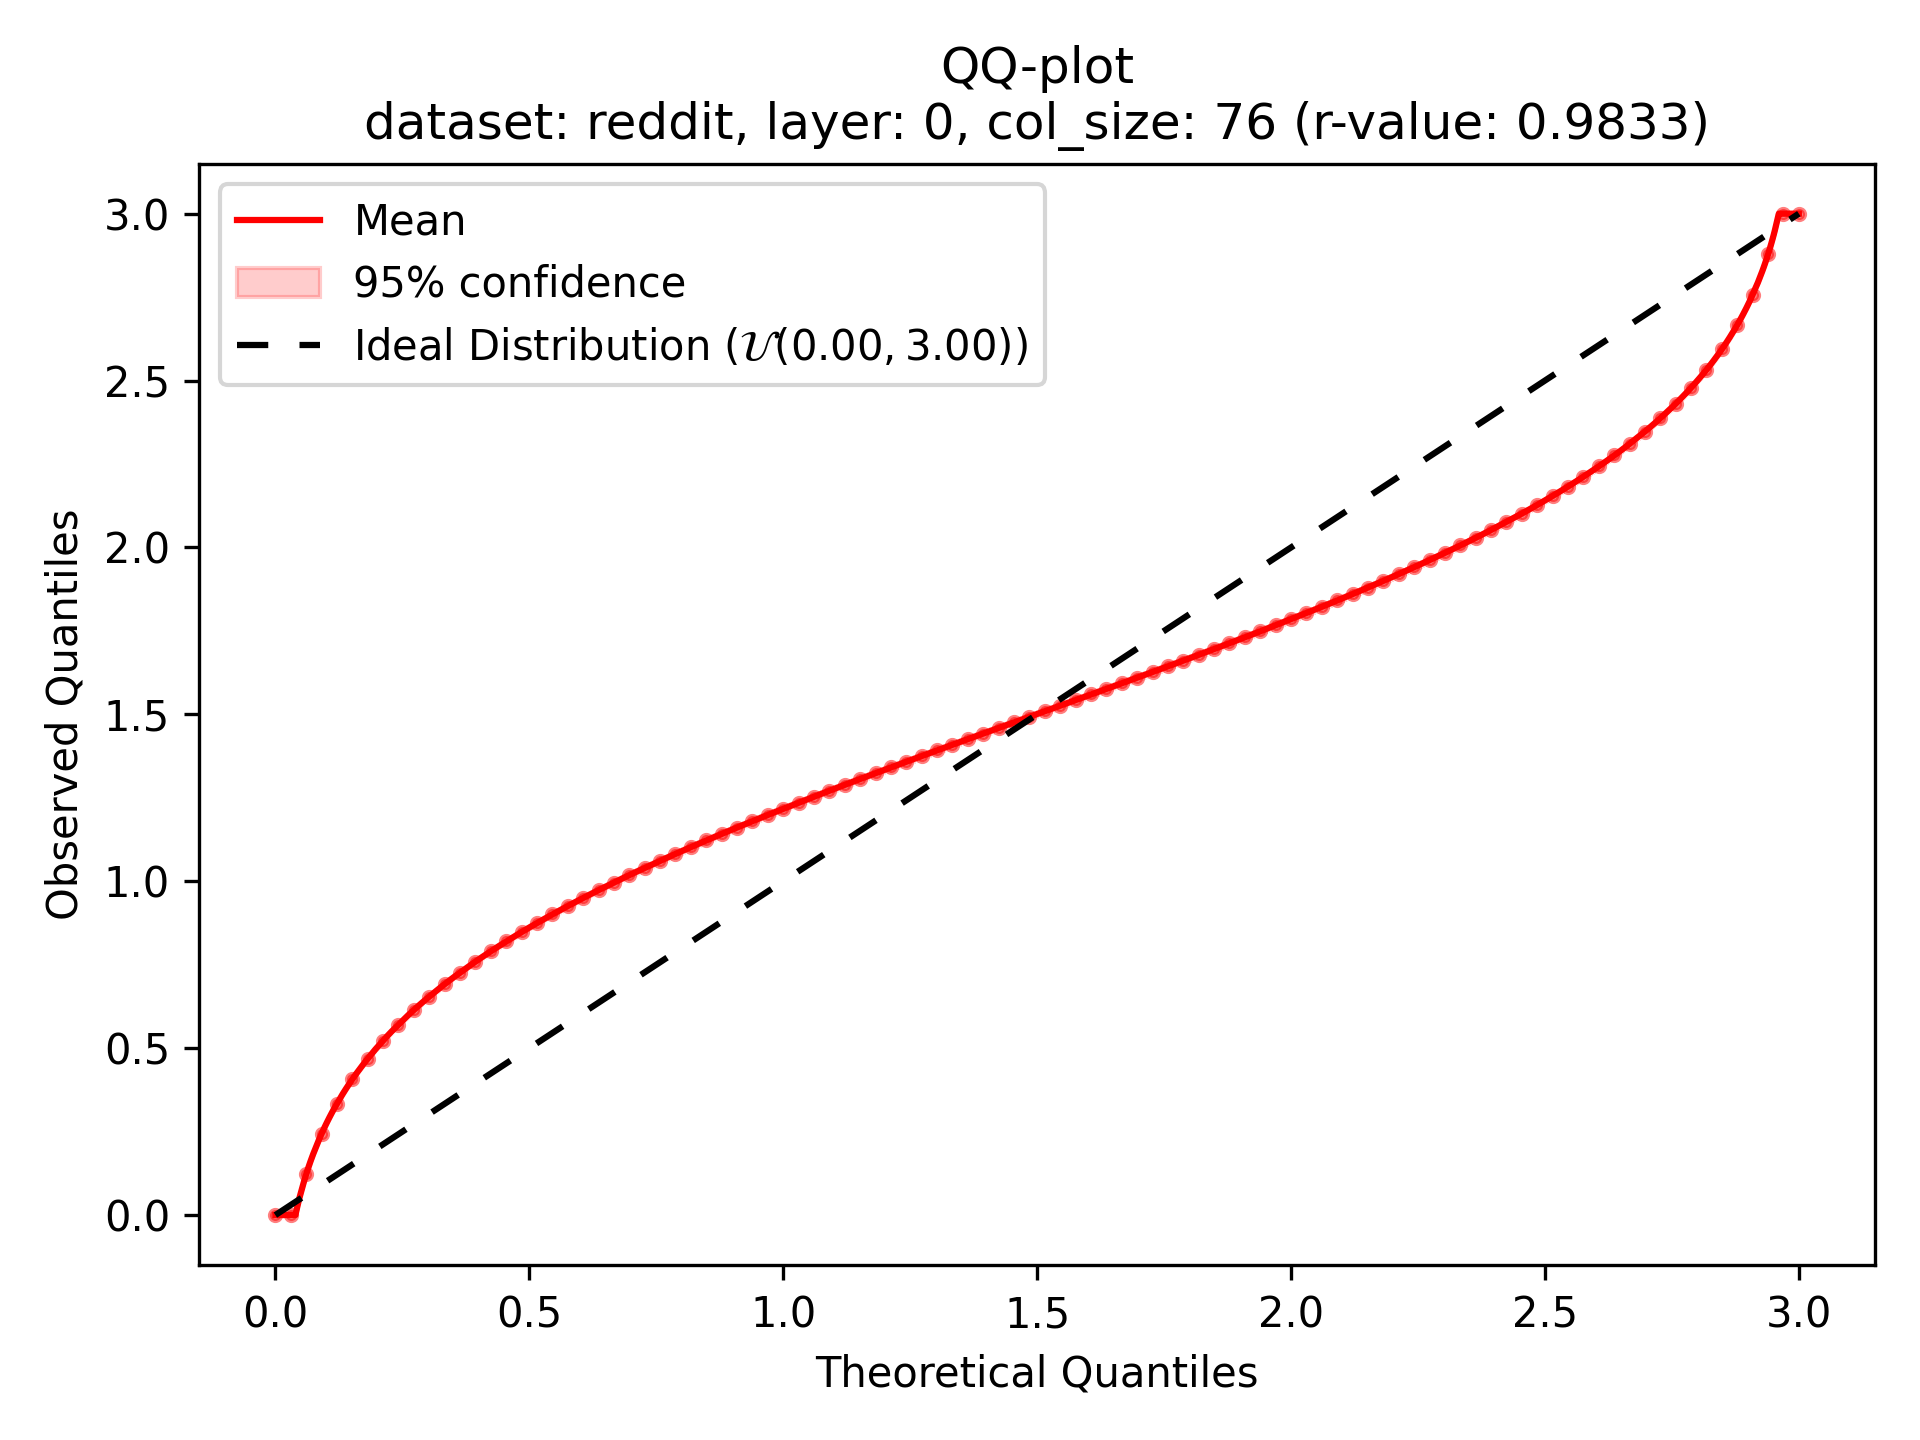 QQ-plot
dataset: reddit, layer: 0, col_size: 76 (r-value: 0.9833)
Mean
95% confidence
Ideal Distribution (𝒰(0.00, 3.00))
3.0
2.5
2.0
1.5
1.0
0.5
0.0
Observed Quantiles
0.0 0.5 1.0 1.5 2.0 2.5 3.0
Theoretical Quantiles